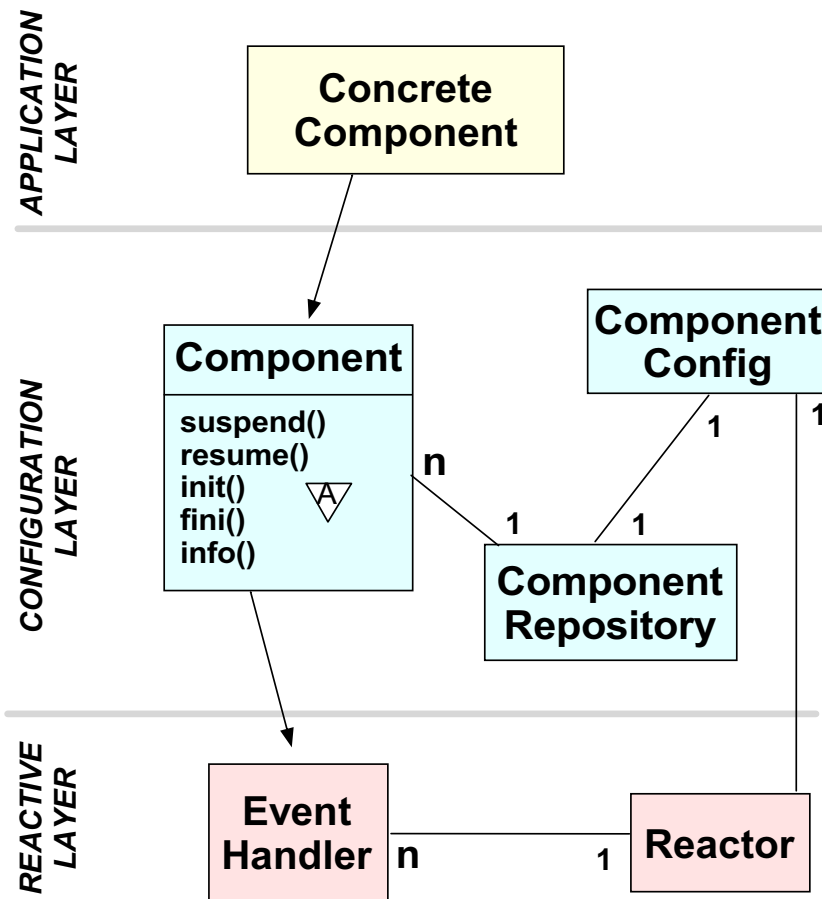 APPLICATION
LAYER
Concrete
Component
CONFIGURATION
LAYER
Component
suspend()
resume()
init()
fini()
info()
A
n
1
Component
Repository
1
1
Component
Config
1
REACTIVE
LAYER
Event
Handler
n
1
Reactor